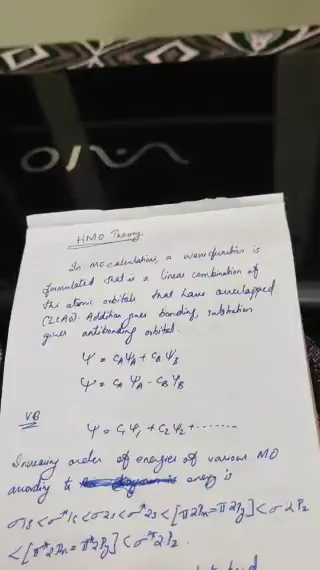 VAIO
HMO Theory
In MO calculations, a wavefunction is
formulated that is a linear combination of
the atomic orbitals that have overlapped
(LCAO). Addition gives bonding, subtration
gives antibonding orbital.
Ψ = CAΨA + CBΨB
Ψ = CAΨA - CBΨB
VB
Ψ = C1Ψ1 + C2Ψ2 + ........
Increasing order of energies of various MO
according to energy is
σ1s < σ*1s < σ2s < σ*2s < [π2Px = π2Py] < σ2Pz
< [π*2Px = π*2Py] < σ*2Pz.